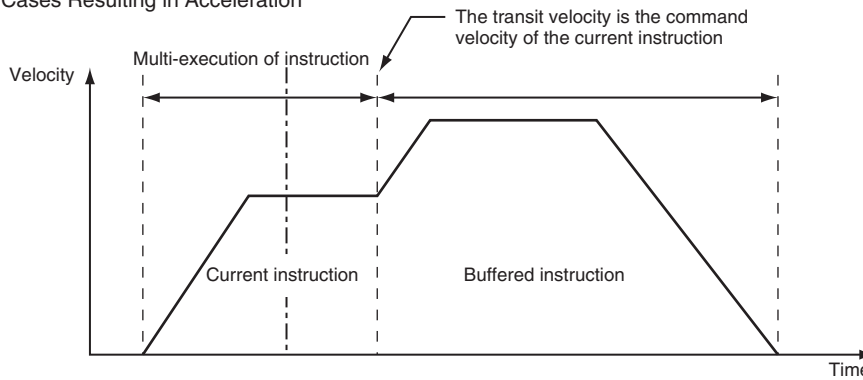 Cases Resulting in Acceleration
The transit velocity is the command
velocity of the current instruction
Multi-execution of instruction
Velocity
Current instruction
Buffered instruction
Time